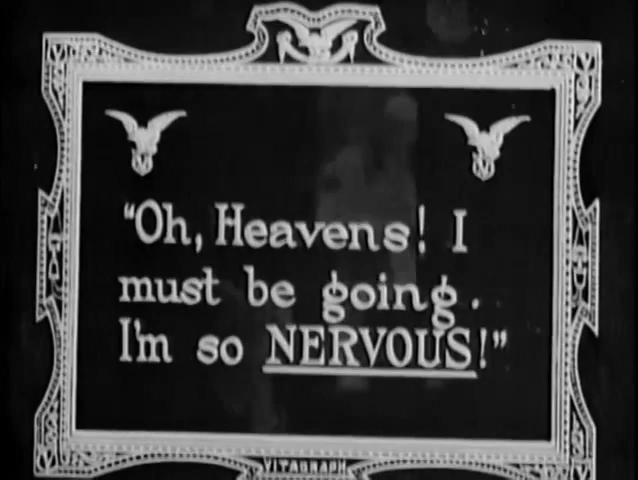 “Oh, Heavens! I
must be going.
I'm so NERVOUS!”
VITAGRAPH